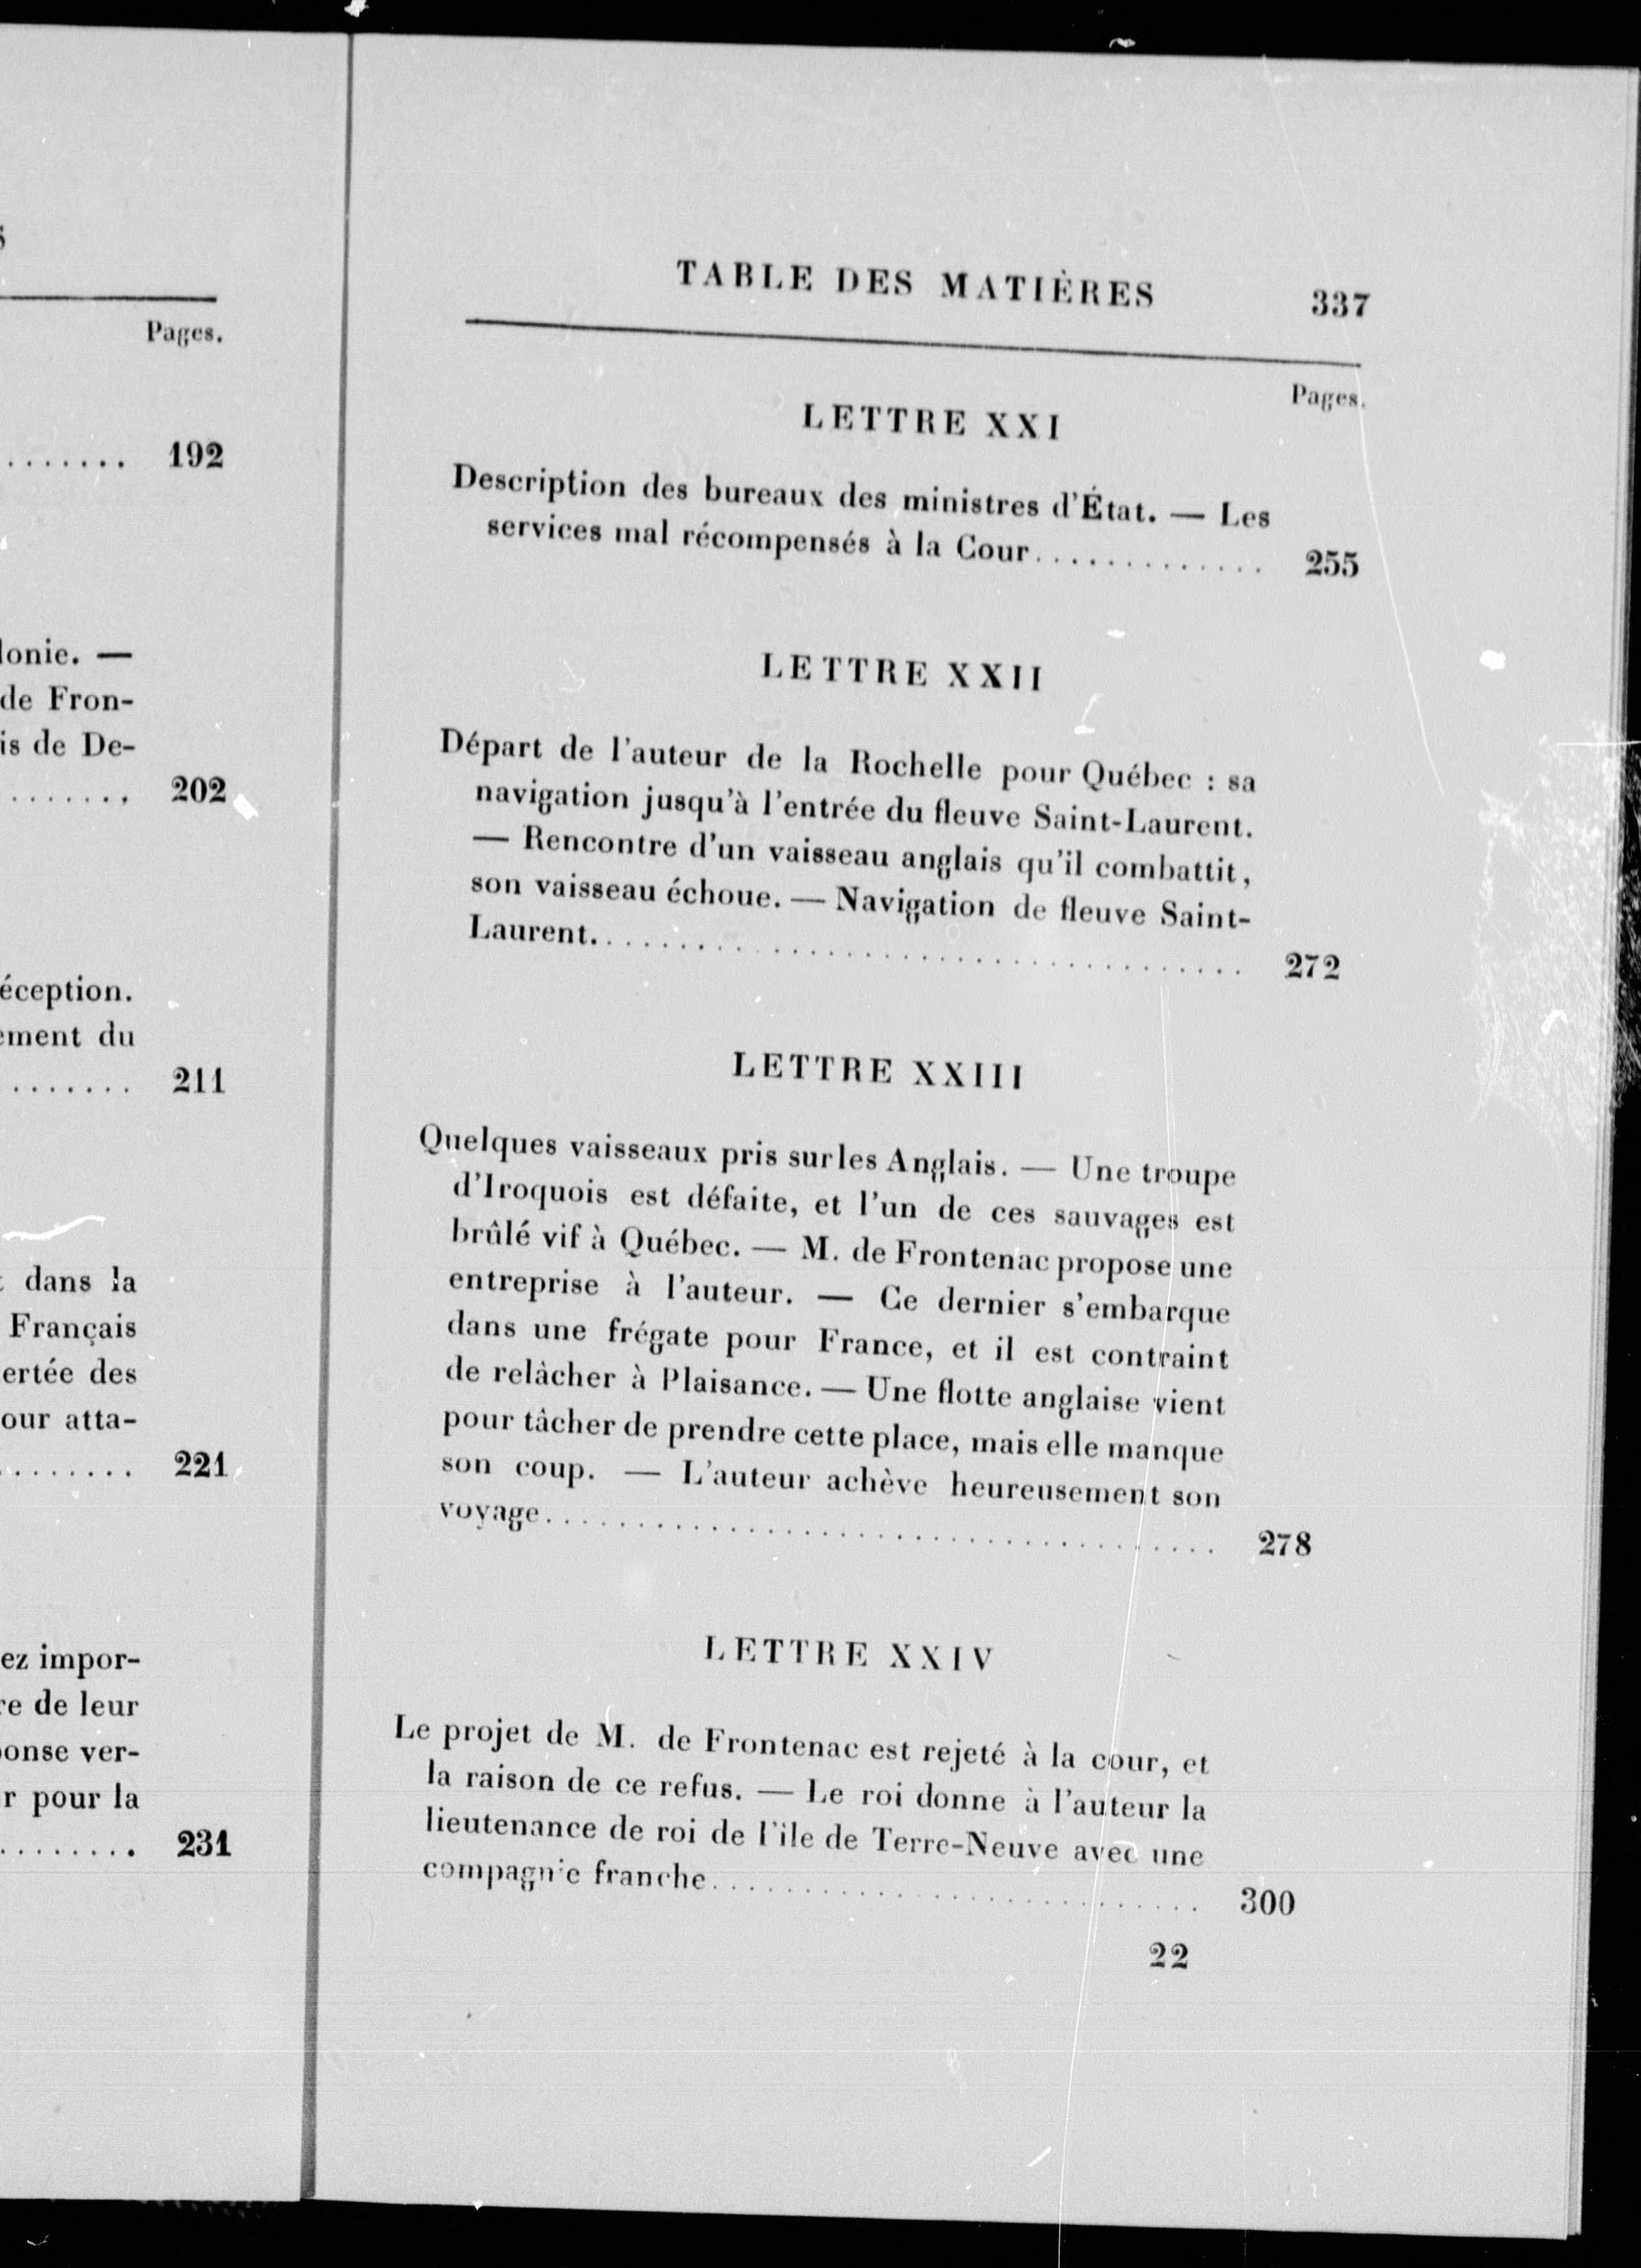 Pages.
....... 192
lonie. —
de Fron-
is de De-
....... 202
éception.
ement du
....... 211
dans la
Français
ertée des
our atta-
........ 221
ez impor-
re de leur
onse ver-
r pour la
........ 231
TABLE DES MATIÈRES 337
Pages.
LETTRE XXI
Description des bureaux des ministres d'État. — Les
services mal récompensés à la Cour............. 255
LETTRE XXII
Départ de l'auteur de la Rochelle pour Québec : sa
navigation jusqu'à l'entrée du fleuve Saint-Laurent.
— Rencontre d'un vaisseau anglais qu'il combattit,
son vaisseau échoue. — Navigation de fleuve Saint-
Laurent.................................... 272
LETTRE XXIII
Quelques vaisseaux pris sur les Anglais. — Une troupe
d'Iroquois est défaite, et l'un de ces sauvages est
brûlé vif à Québec. — M. de Frontenac propose une
entreprise à l'auteur. — Ce dernier s'embarque
dans une frégate pour France, et il est contraint
de relâcher à Plaisance. — Une flotte anglaise vient
pour tâcher de prendre cette place, mais elle manque
son coup. — L'auteur achève heureusement son
voyage..................................... 278
LETTRE XXIV
Le projet de M. de Frontenac est rejeté à la cour, et
la raison de ce refus. — Le roi donne à l'auteur la
lieutenance de roi de l'île de Terre-Neuve avec une
compagnie franche........................... 300
22